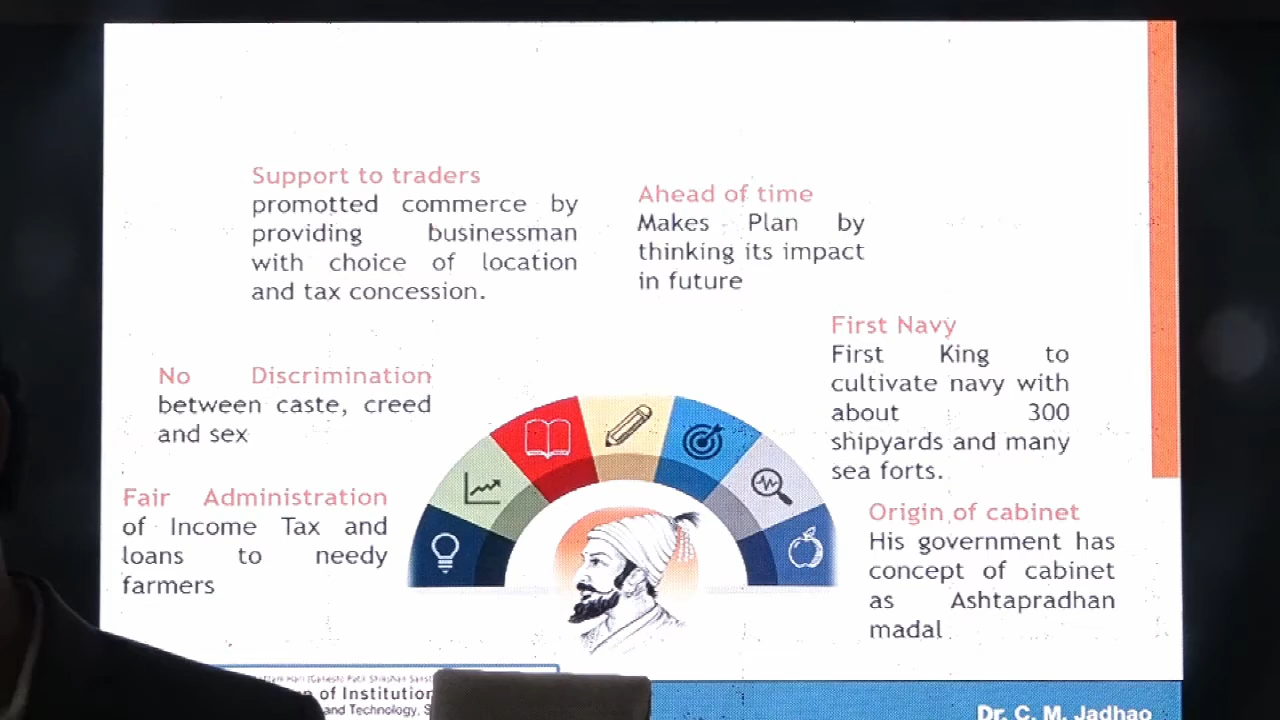 Support to traders
promotted commerce by
providing businessman
with choice of location
and tax concession.
Ahead of time
Makes Plan by
thinking its impact
in future
No Discrimination
between caste, creed
and sex
First Navy
First King to
cultivate navy with
about 300
shipyards and many
sea forts.
Fair Administration
of Income Tax and
loans to needy
farmers
Origin of cabinet
His government has
concept of cabinet
as Ashtapradhan
madal
Patil Shikshan
of Institution
and Technology, S
Dr. C. M. Jadhao